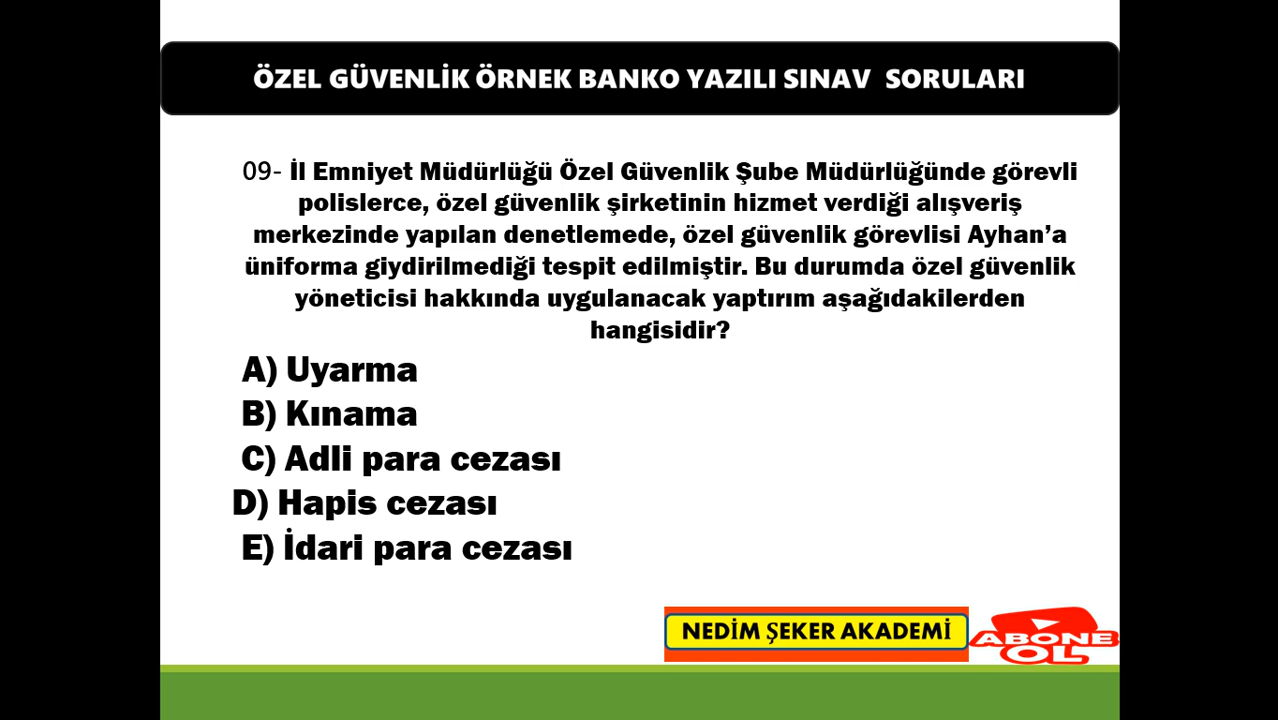 ÖZEL GÜVENLİK ÖRNEK BANKO YAZILI SINAV SORULARI
09- İl Emniyet Müdürlüğü Özel Güvenlik Şube Müdürlüğünde görevli
polislerce, özel güvenlik şirketinin hizmet verdiği alışveriş
merkezinde yapılan denetlemede, özel güvenlik görevlisi Ayhan’a
üniforma giydirilmediği tespit edilmiştir. Bu durumda özel güvenlik
yöneticisi hakkında uygulanacak yaptırım aşağıdakilerden
hangisidir?
A) Uyarma
B) Kınama
C) Adli para cezası
D) Hapis cezası
E) İdari para cezası
NEDİM ŞEKER AKADEMİ
ABONE
OL